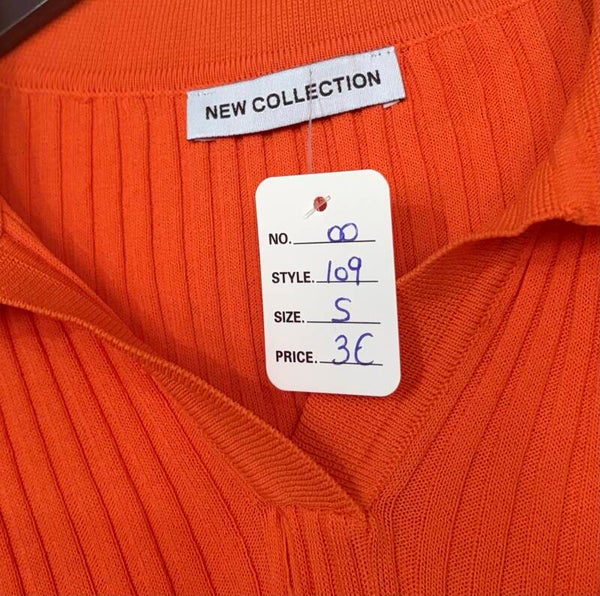 NEW COLLECTION
NO. 00
STYLE. 109
SIZE. S
PRICE. 3€